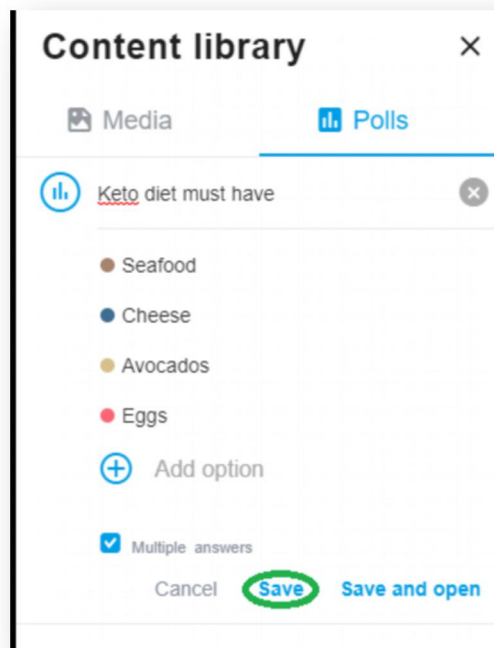 Content library
Media Polls
Keto diet must have
Seafood
Cheese
Avocados
Eggs
Add option
Multiple answers
Cancel Save Save and open